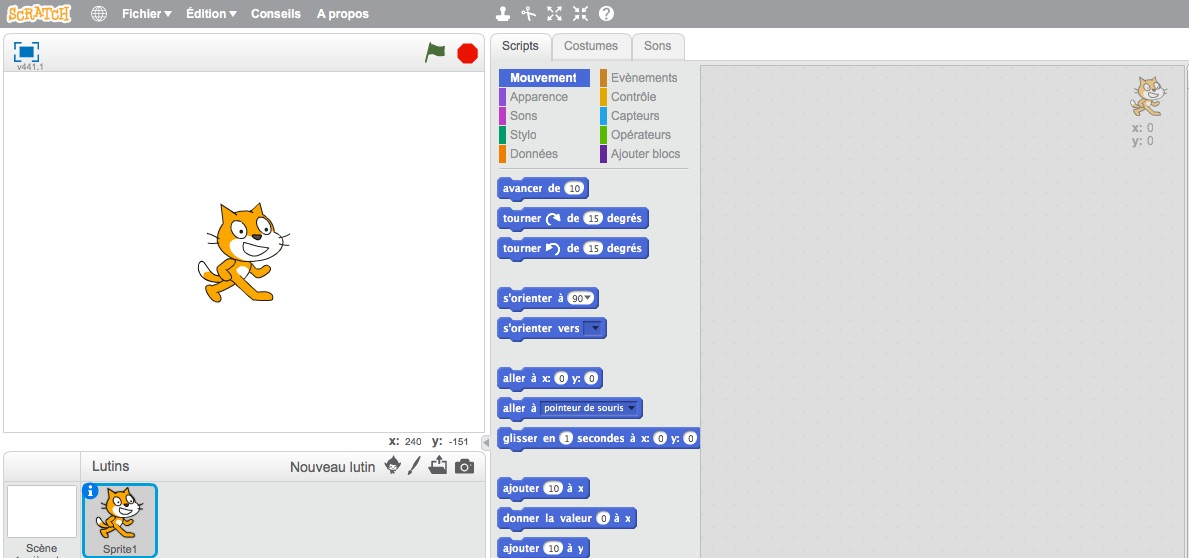 SCRATCH Fichier Édition Conseils A propos
v441.1
Scripts Costumes Sons
Mouvement Evènements
Apparence Contrôle
Sons Capteurs
Stylo Opérateurs
Données Ajouter blocs
x: 0
y: 0
avancer de 10
tourner de 15 degrés
tourner de 15 degrés
s'orienter à 90
s'orienter vers
aller à x: 0 y: 0
aller à pointeur de souris
glisser en 1 secondes à x: 0 y: 0
ajouter 10 à x
donner la valeur 0 à x
ajouter 10 à y
x: 240 y: -151
Lutins Nouveau lutin
Scène
Sprite1